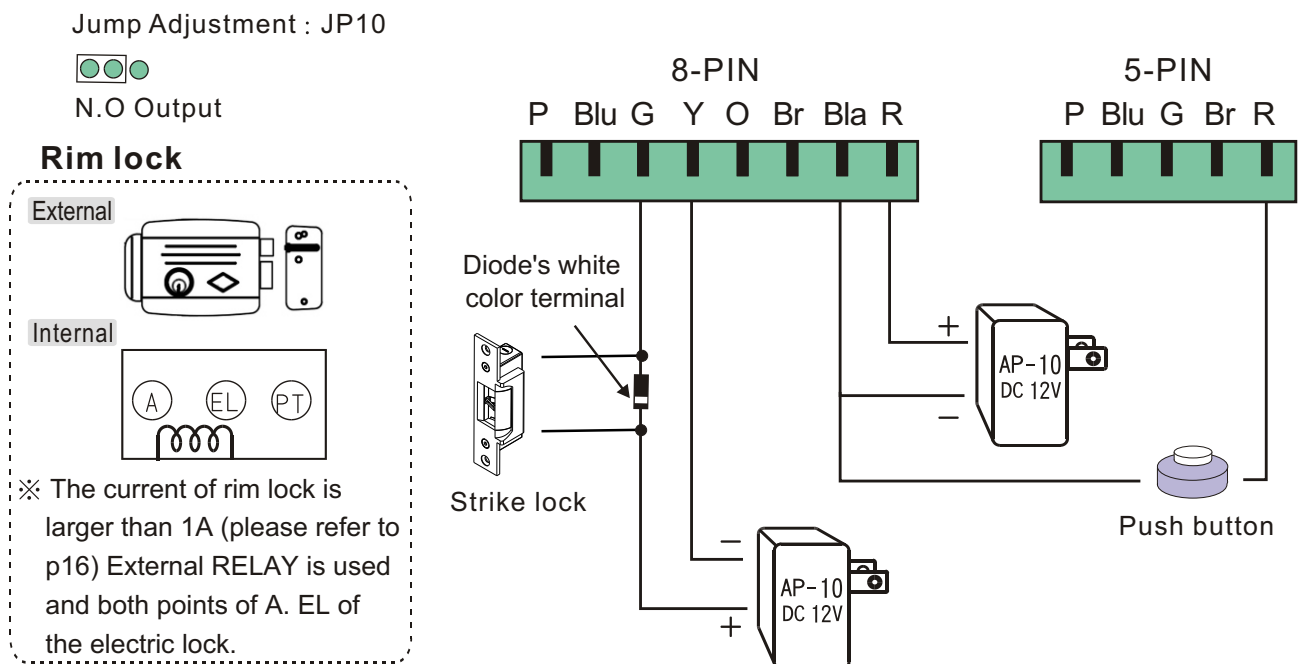 Jump Adjustment : JP10
N.O Output
Rim lock
External
Internal
A EL PT
※ The current of rim lock is
larger than 1A (please refer to
p16) External RELAY is used
and both points of A. EL of
the electric lock.
8-PIN
P Blu G Y O Br Bla R
5-PIN
P Blu G Br R
Diode's white
color terminal
Strike lock
+
AP-10
DC 12V
−
Push button
−
AP-10
DC 12V
+